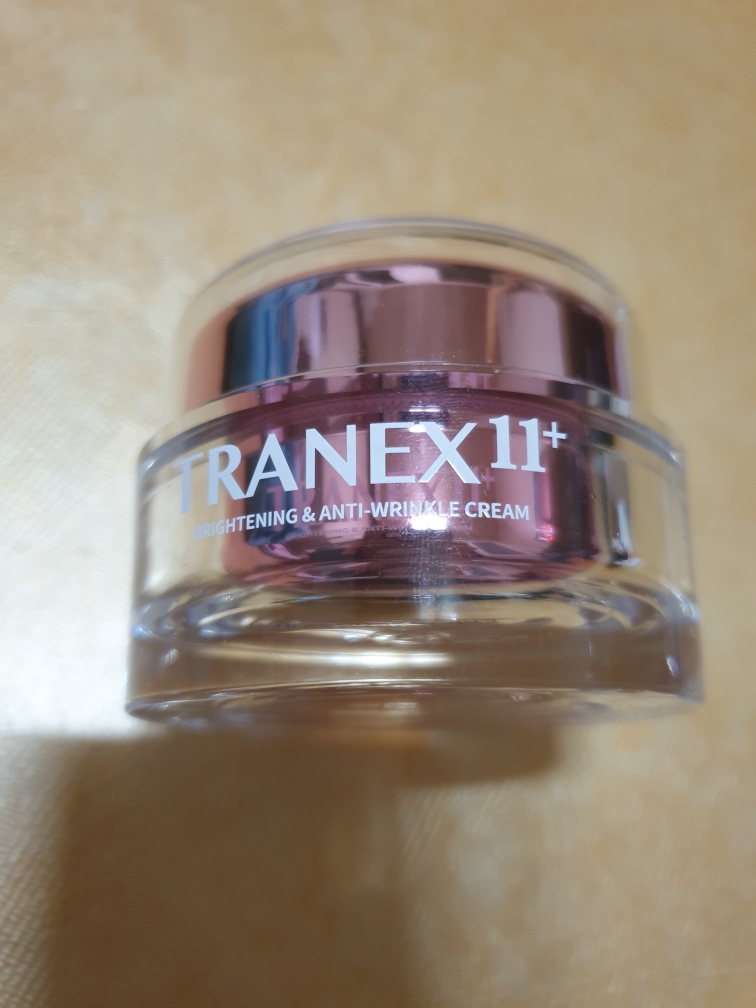 TRANEX 11+
BRIGHTENING & ANTI-WRINKLE CREAM